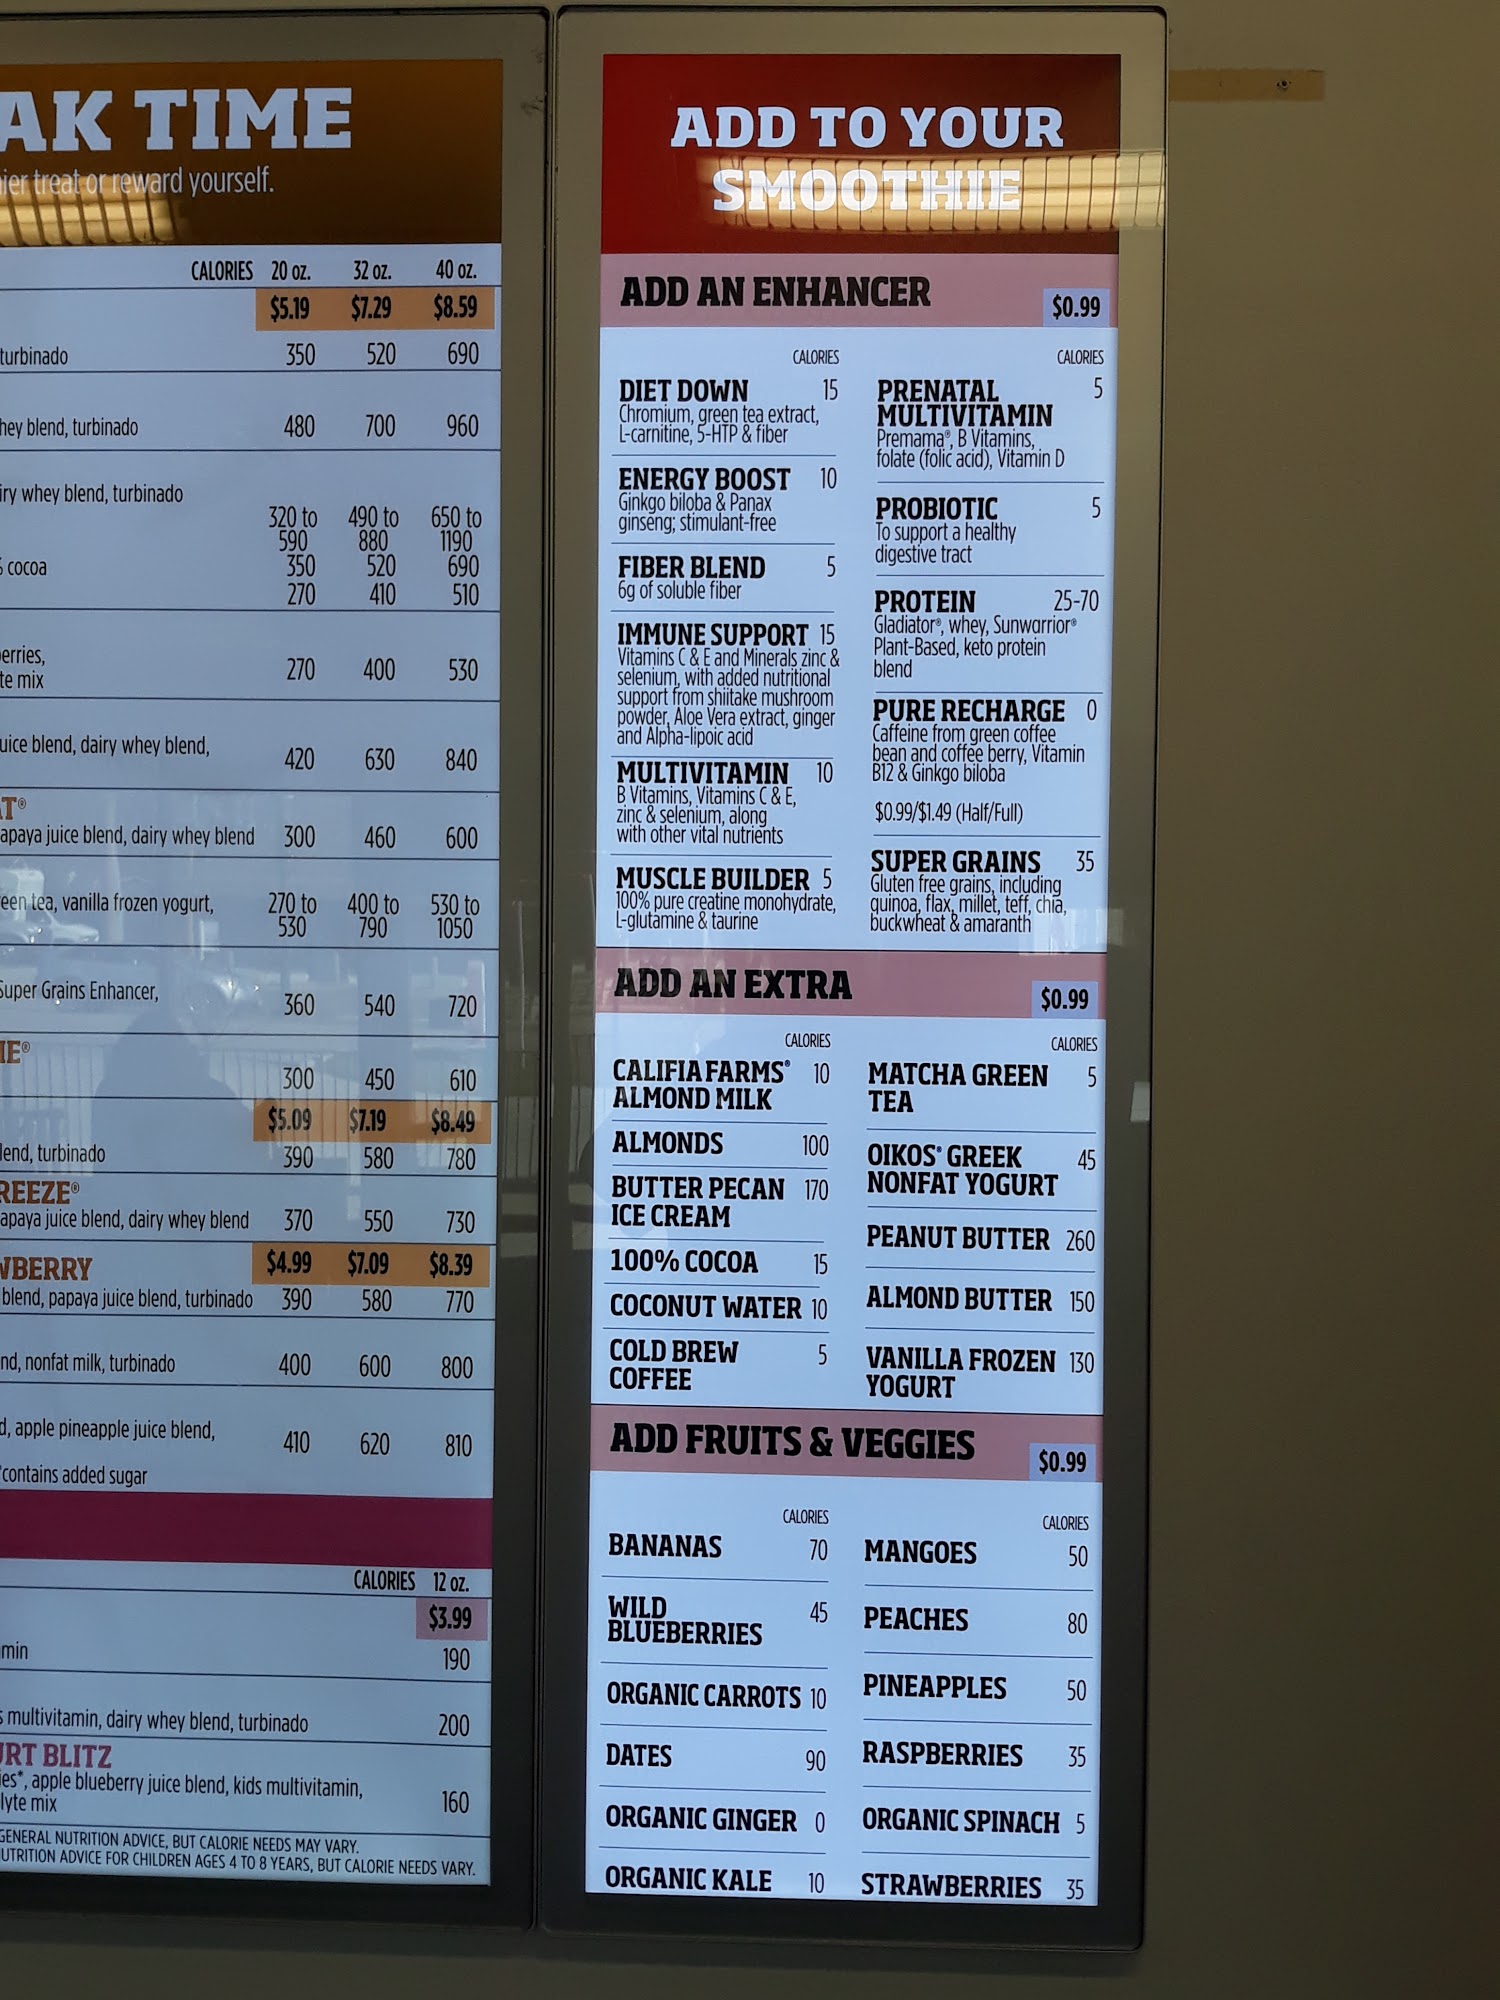 AK TIME
ier treat or reward yourself.
CALORIES 20 oz. 32 oz. 40 oz.
$5.19 $7.29 $8.59
turbinado 350 520 690
hey blend, turbinado 480 700 960
iry whey blend, turbinado
320 to 490 to 650 to
590 880 1190
cocoa 350 520 690
270 410 510
erries,
te mix 270 400 530
uice blend, dairy whey blend,
420 630 840
AT®
apaya juice blend, dairy whey blend 300 460 600
een tea, vanilla frozen yogurt, 270 to 400 to 530 to
530 790 1050
Super Grains Enhancer,
360 540 720
IE®
300 450 610
$5.09 $7.19 $8.49
lend, turbinado 390 580 780
REEZE®
apaya juice blend, dairy whey blend 370 550 730
WBERRY $4.99 $7.09 $8.39
blend, papaya juice blend, turbinado 390 580 770
nd, nonfat milk, turbinado 400 600 800
d, apple pineapple juice blend,
410 620 810
*contains added sugar
CALORIES 12 oz.
$3.99
min 190
s multivitamin, dairy whey blend, turbinado 200
URT BLITZ
ies*, apple blueberry juice blend, kids multivitamin,
lyte mix 160
GENERAL NUTRITION ADVICE, BUT CALORIE NEEDS MAY VARY.
UTRITION ADVICE FOR CHILDREN AGES 4 TO 8 YEARS, BUT CALORIE NEEDS VARY.
ADD TO YOUR
SMOOTHIE
ADD AN ENHANCER $0.99
CALORIES
DIET DOWN 15
Chromium, green tea extract,
L-carnitine, 5-HTP & fiber
ENERGY BOOST 10
Ginkgo biloba & Panax
ginseng; stimulant-free
FIBER BLEND 5
6g of soluble fiber
IMMUNE SUPPORT 15
Vitamins C & E and Minerals zinc &
selenium, with added nutritional
support from shiitake mushroom
powder, Aloe Vera extract, ginger
and Alpha-lipoic acid
MULTIVITAMIN 10
B Vitamins, Vitamins C & E,
zinc & selenium, along
with other vital nutrients
MUSCLE BUILDER 5
100% pure creatine monohydrate,
L-glutamine & taurine
CALORIES
PRENATAL 5
MULTIVITAMIN
Premama®, B Vitamins,
folate (folic acid), Vitamin D
PROBIOTIC 5
To support a healthy
digestive tract
PROTEIN 25-70
Gladiator®, whey, Sunwarrior®
Plant-Based, keto protein
blend
PURE RECHARGE 0
Caffeine from green coffee
bean and coffee berry, Vitamin
B12 & Ginkgo biloba
$0.99/$1.49 (Half/Full)
SUPER GRAINS 35
Gluten free grains, including
quinoa, flax, millet, teff, chia,
buckwheat & amaranth
ADD AN EXTRA $0.99
CALORIES
CALIFIA FARMS® 10
ALMOND MILK
ALMONDS 100
BUTTER PECAN 170
ICE CREAM
100% COCOA 15
COCONUT WATER 10
COLD BREW 5
COFFEE
CALORIES
MATCHA GREEN 5
TEA
OIKOS® GREEK 45
NONFAT YOGURT
PEANUT BUTTER 260
ALMOND BUTTER 150
VANILLA FROZEN 130
YOGURT
ADD FRUITS & VEGGIES $0.99
CALORIES
BANANAS 70
WILD 45
BLUEBERRIES
ORGANIC CARROTS 10
DATES 90
ORGANIC GINGER 0
ORGANIC KALE 10
CALORIES
MANGOES 50
PEACHES 80
PINEAPPLES 50
RASPBERRIES 35
ORGANIC SPINACH 5
STRAWBERRIES 35